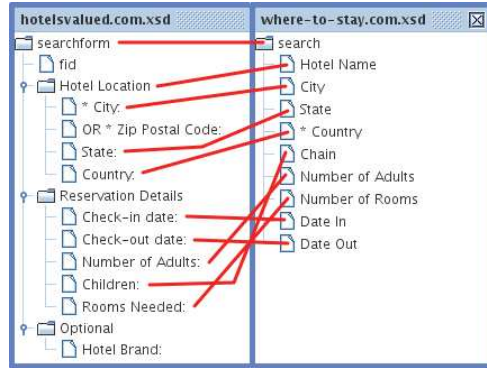 hotelsvalued.com.xsd
searchform
fid
Hotel Location
* City:
OR * Zip Postal Code:
State:
Country:
Reservation Details
Check-in date:
Check-out date:
Number of Adults:
Children:
Rooms Needed:
Optional
Hotel Brand:
where-to-stay.com.xsd
search
Hotel Name
City
State
* Country
Chain
Number of Adults
Number of Rooms
Date In
Date Out